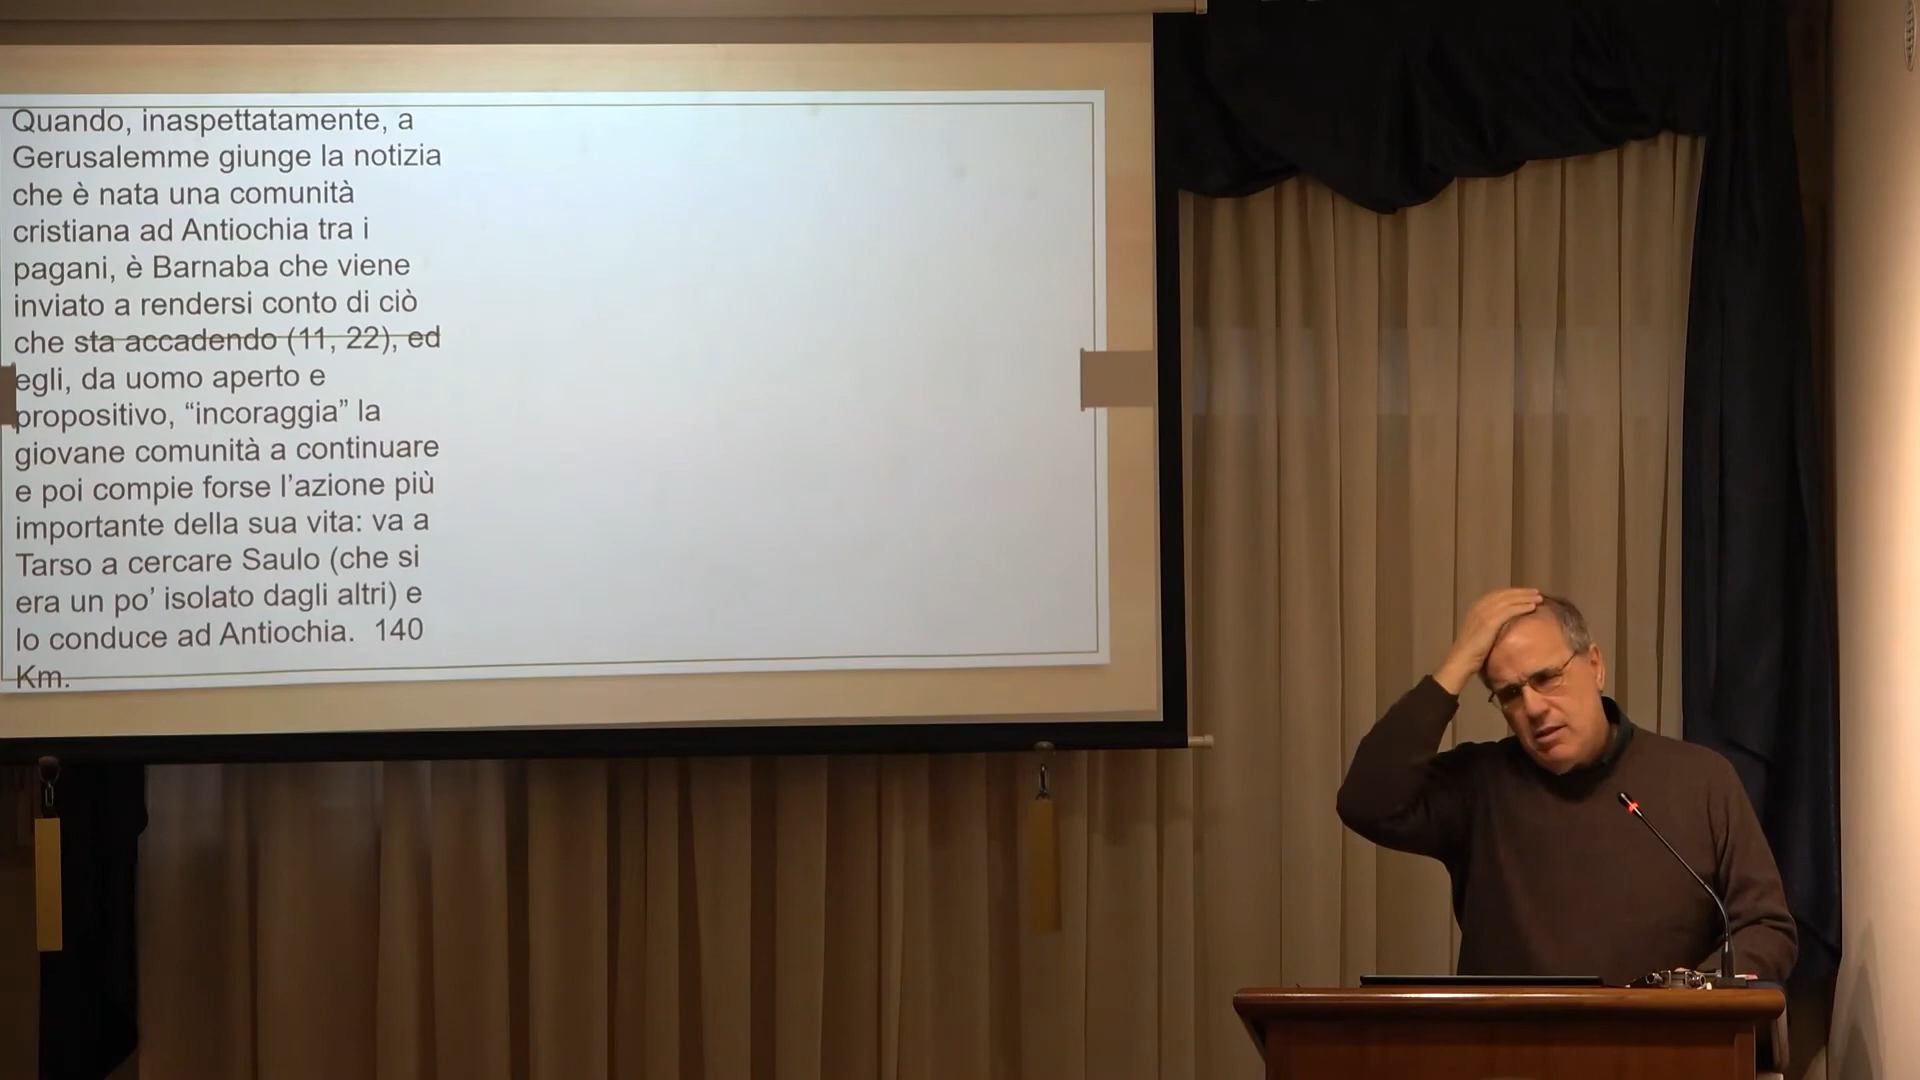 Quando, inaspettatamente, a
Gerusalemme giunge la notizia
che è nata una comunità
cristiana ad Antiochia tra i
pagani, è Barnaba che viene
inviato a rendersi conto di ciò
che sta accadendo (11, 22), ed
egli, da uomo aperto e
propositivo, “incoraggia” la
giovane comunità a continuare
e poi compie forse l’azione più
importante della sua vita: va a
Tarso a cercare Saulo (che si
era un po’ isolato dagli altri) e
lo conduce ad Antiochia.  140
Km.